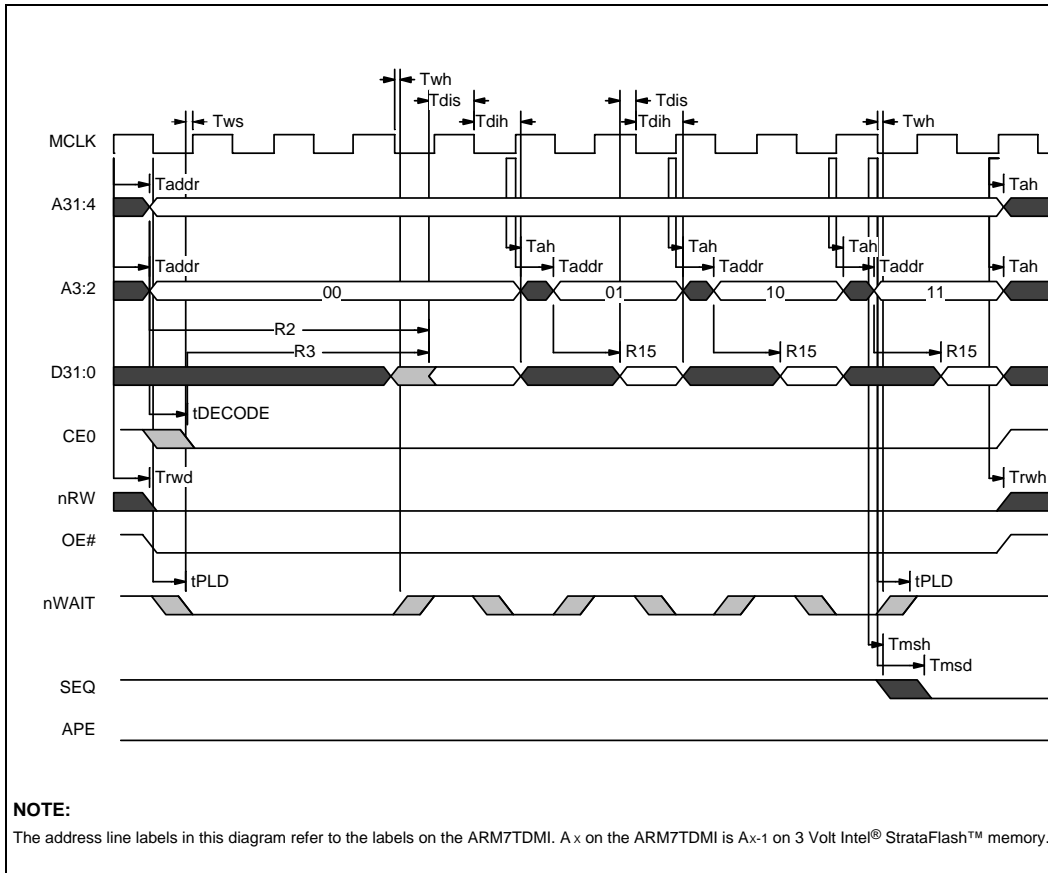 Twh
Tdis Tdis
Tws Tdih Tdih Twh
MCLK
Taddr Tah
A31:4
Tah Tah Tah
Taddr Taddr Taddr Taddr Tah
A3:2 00 01 10 11
R2
R3 R15 R15 R15
D31:0
tDECODE
CE0
Trwd Trwh
nRW
OE#
tPLD tPLD
nWAIT
Tmsh
Tmsd
SEQ
APE
NOTE:
The address line labels in this diagram refer to the labels on the ARM7TDMI. Ax on the ARM7TDMI is Ax-1 on 3 Volt Intel® StrataFlash™ memory.